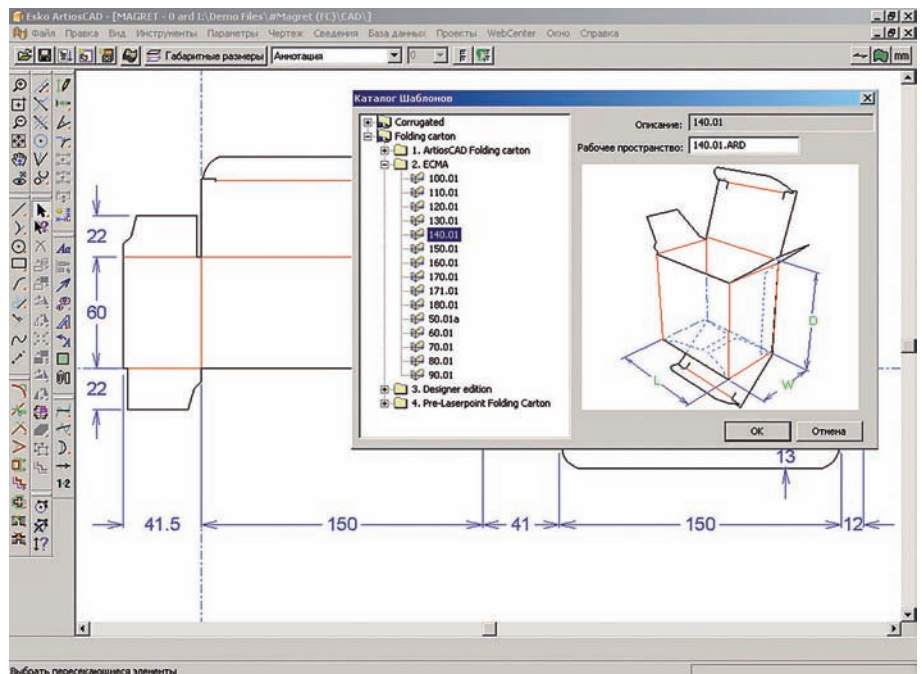 Esko ArtiosCAD - [MAGRET - 0 ard I:\Demo Files\#Magret (FC)\CAD\]
Файл Правка Вид Инструменты Параметры Чертеж Сведения База данных Проекты WebCenter Окно Справка
Габаритные размеры Аннотация 0 mm
Каталог Шаблонов
Corrugated
Folding carton
1. ArtiosCAD Folding carton
2. ECMA
100.01
110.01
120.01
130.01
140.01
150.01
160.01
170.01
171.01
180.01
50.01a
60.01
70.01
80.01
90.01
3. Designer edition
4. Pre-Laserpoint Folding Carton
Описание: 140.01
Рабочее пространство: 140.01.ARD
D
L
W
OK Отмена
22
60
22
13
41.5 150 41 150 12
Aa
A
1·2
Выбрать пересекающиеся элементы